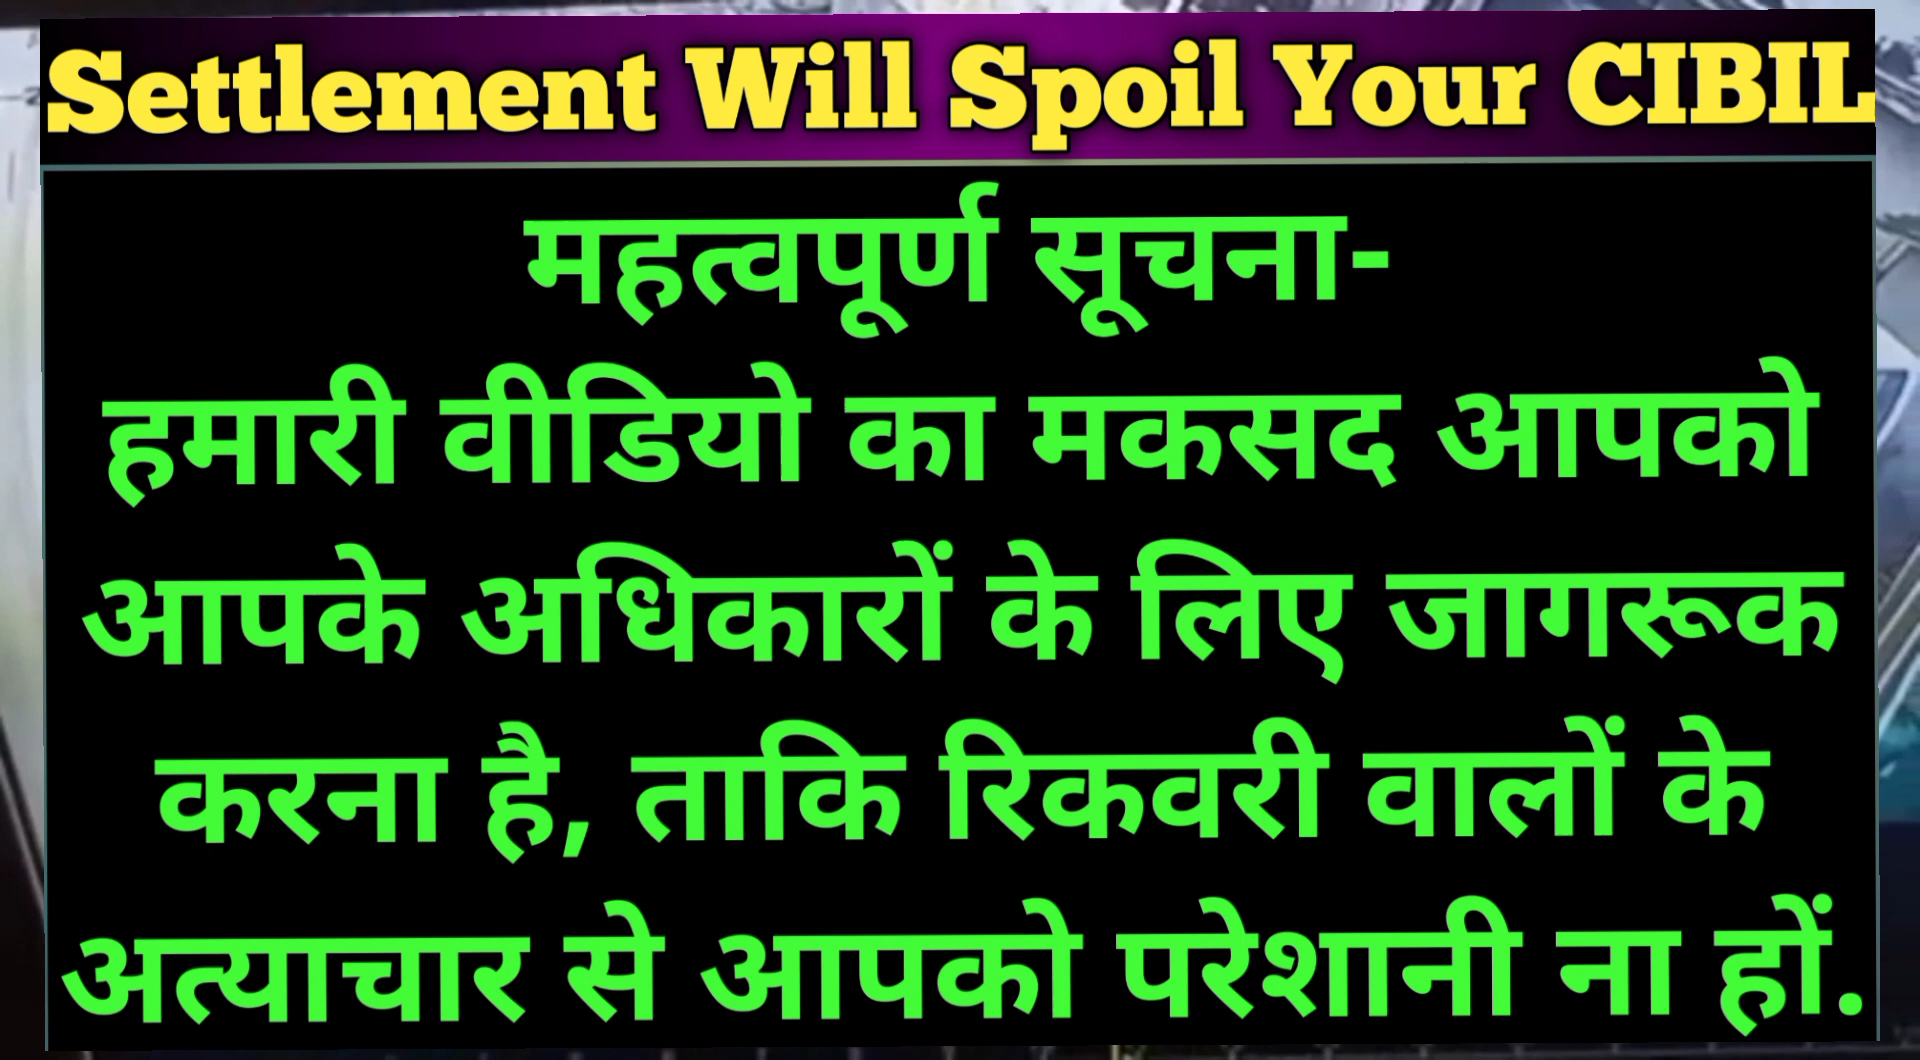 Settlement Will Spoil Your CIBIL
महत्वपूर्ण सूचना-
हमारी वीडियो का मकसद आपको
आपके अधिकारों के लिए जागरूक
करना है, ताकि रिकवरी वालों के
अत्याचार से आपको परेशानी ना हों.